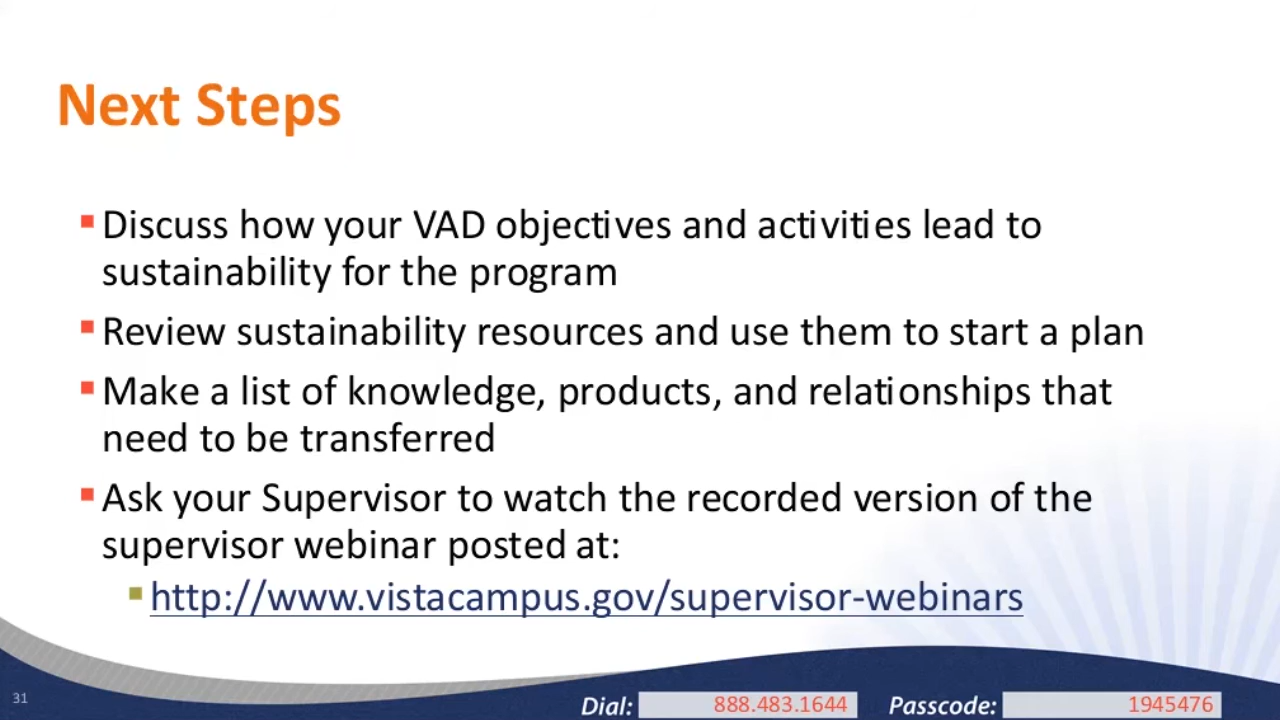 Next Steps
Discuss how your VAD objectives and activities lead to
sustainability for the program
Review sustainability resources and use them to start a plan
Make a list of knowledge, products, and relationships that
need to be transferred
Ask your Supervisor to watch the recorded version of the
supervisor webinar posted at:
http://www.vistacampus.gov/supervisor-webinars
31
Dial: 888.483.1644 Passcode: 1945476